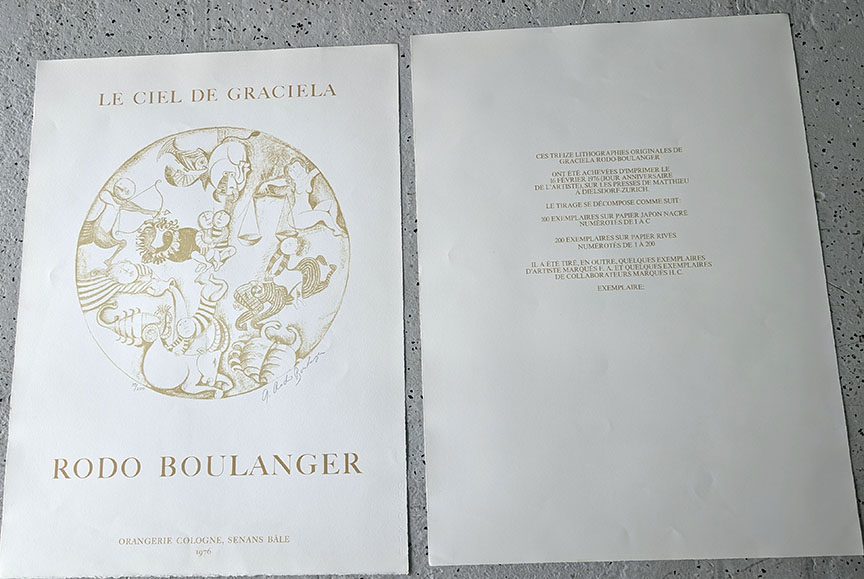 LE CIEL DE GRACIELA
G. Rodo Boulanger
RODO BOULANGER
ORANGERIE COLOGNE, SENANS BÂLE
1976
CES TREIZE LITHOGRAPHIES ORIGINALES DE
GRACIELA RODO-BOULANGER
ONT ÉTÉ ACHEVÉES D'IMPRIMER LE
16 FÉVRIER 1976 (JOUR ANNIVERSAIRE
DE L'ARTISTE), SUR LES PRESSES DE MATTHIEU
À DIELSDORF-ZURICH.
LE TIRAGE SE DÉCOMPOSE COMME SUIT:
100 EXEMPLAIRES SUR PAPIER JAPON NACRÉ
NUMÉROTÉS DE I À C
200 EXEMPLAIRES SUR PAPIER RIVES
NUMÉROTÉS DE 1 À 200
IL A ÉTÉ TIRÉ, EN OUTRE, QUELQUES EXEMPLAIRES
D'ARTISTE MARQUÉS E. A. ET QUELQUES EXEMPLAIRES
DE COLLABORATEURS MARQUÉS H. C.
EXEMPLAIRE: